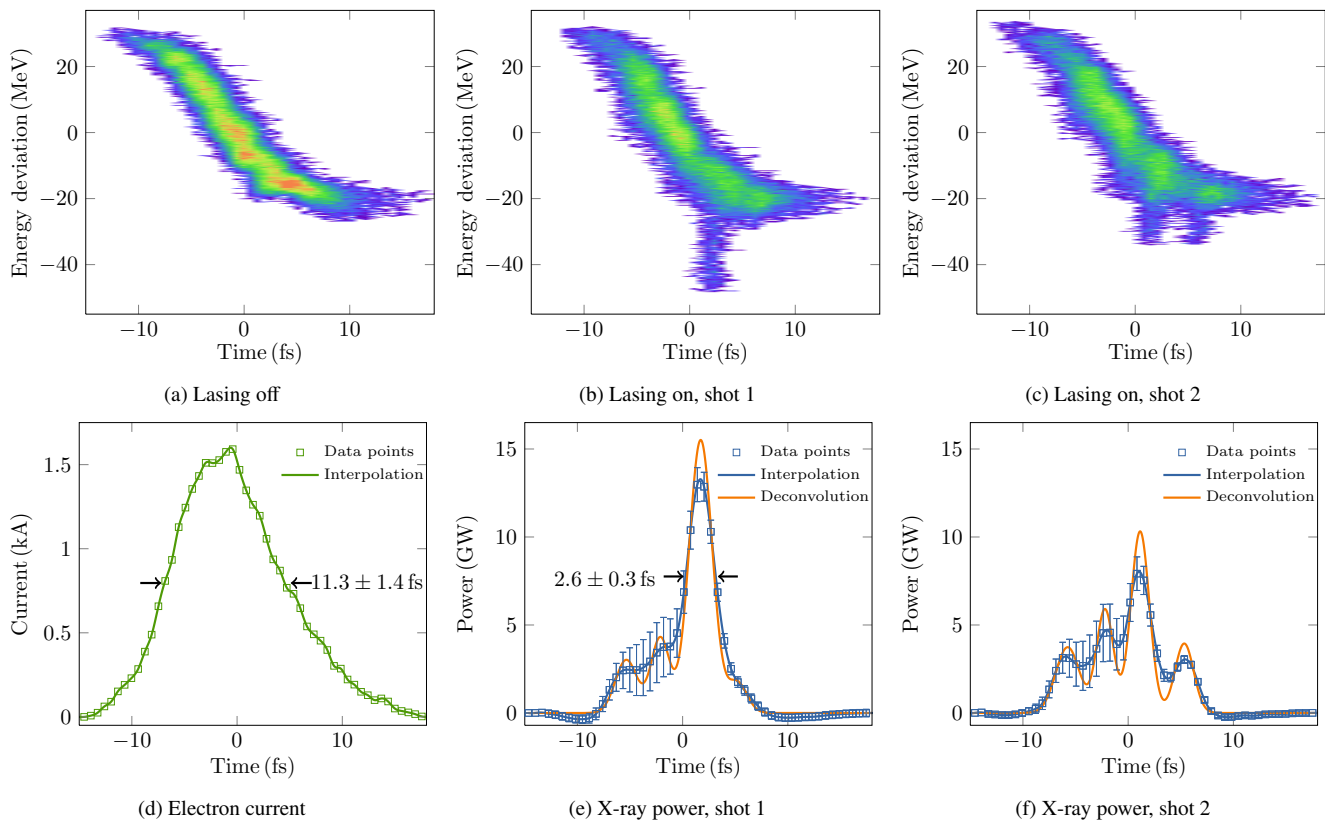 Energy deviation (MeV)
20
0
−20
−40
−10
0
10
Time (fs)
(a) Lasing off
Energy deviation (MeV)
20
0
−20
−40
−10
0
10
Time (fs)
(b) Lasing on, shot 1
Energy deviation (MeV)
20
0
−20
−40
−10
0
10
Time (fs)
(c) Lasing on, shot 2
Current (kA)
1.5
1
0.5
0
Data points
Interpolation
11.3 ± 1.4 fs
−10
0
10
Time (fs)
(d) Electron current
Power (GW)
15
10
5
0
Data points
Interpolation
Deconvolution
2.6 ± 0.3 fs
−10
0
10
Time (fs)
(e) X-ray power, shot 1
Power (GW)
15
10
5
0
Data points
Interpolation
Deconvolution
−10
0
10
Time (fs)
(f) X-ray power, shot 2